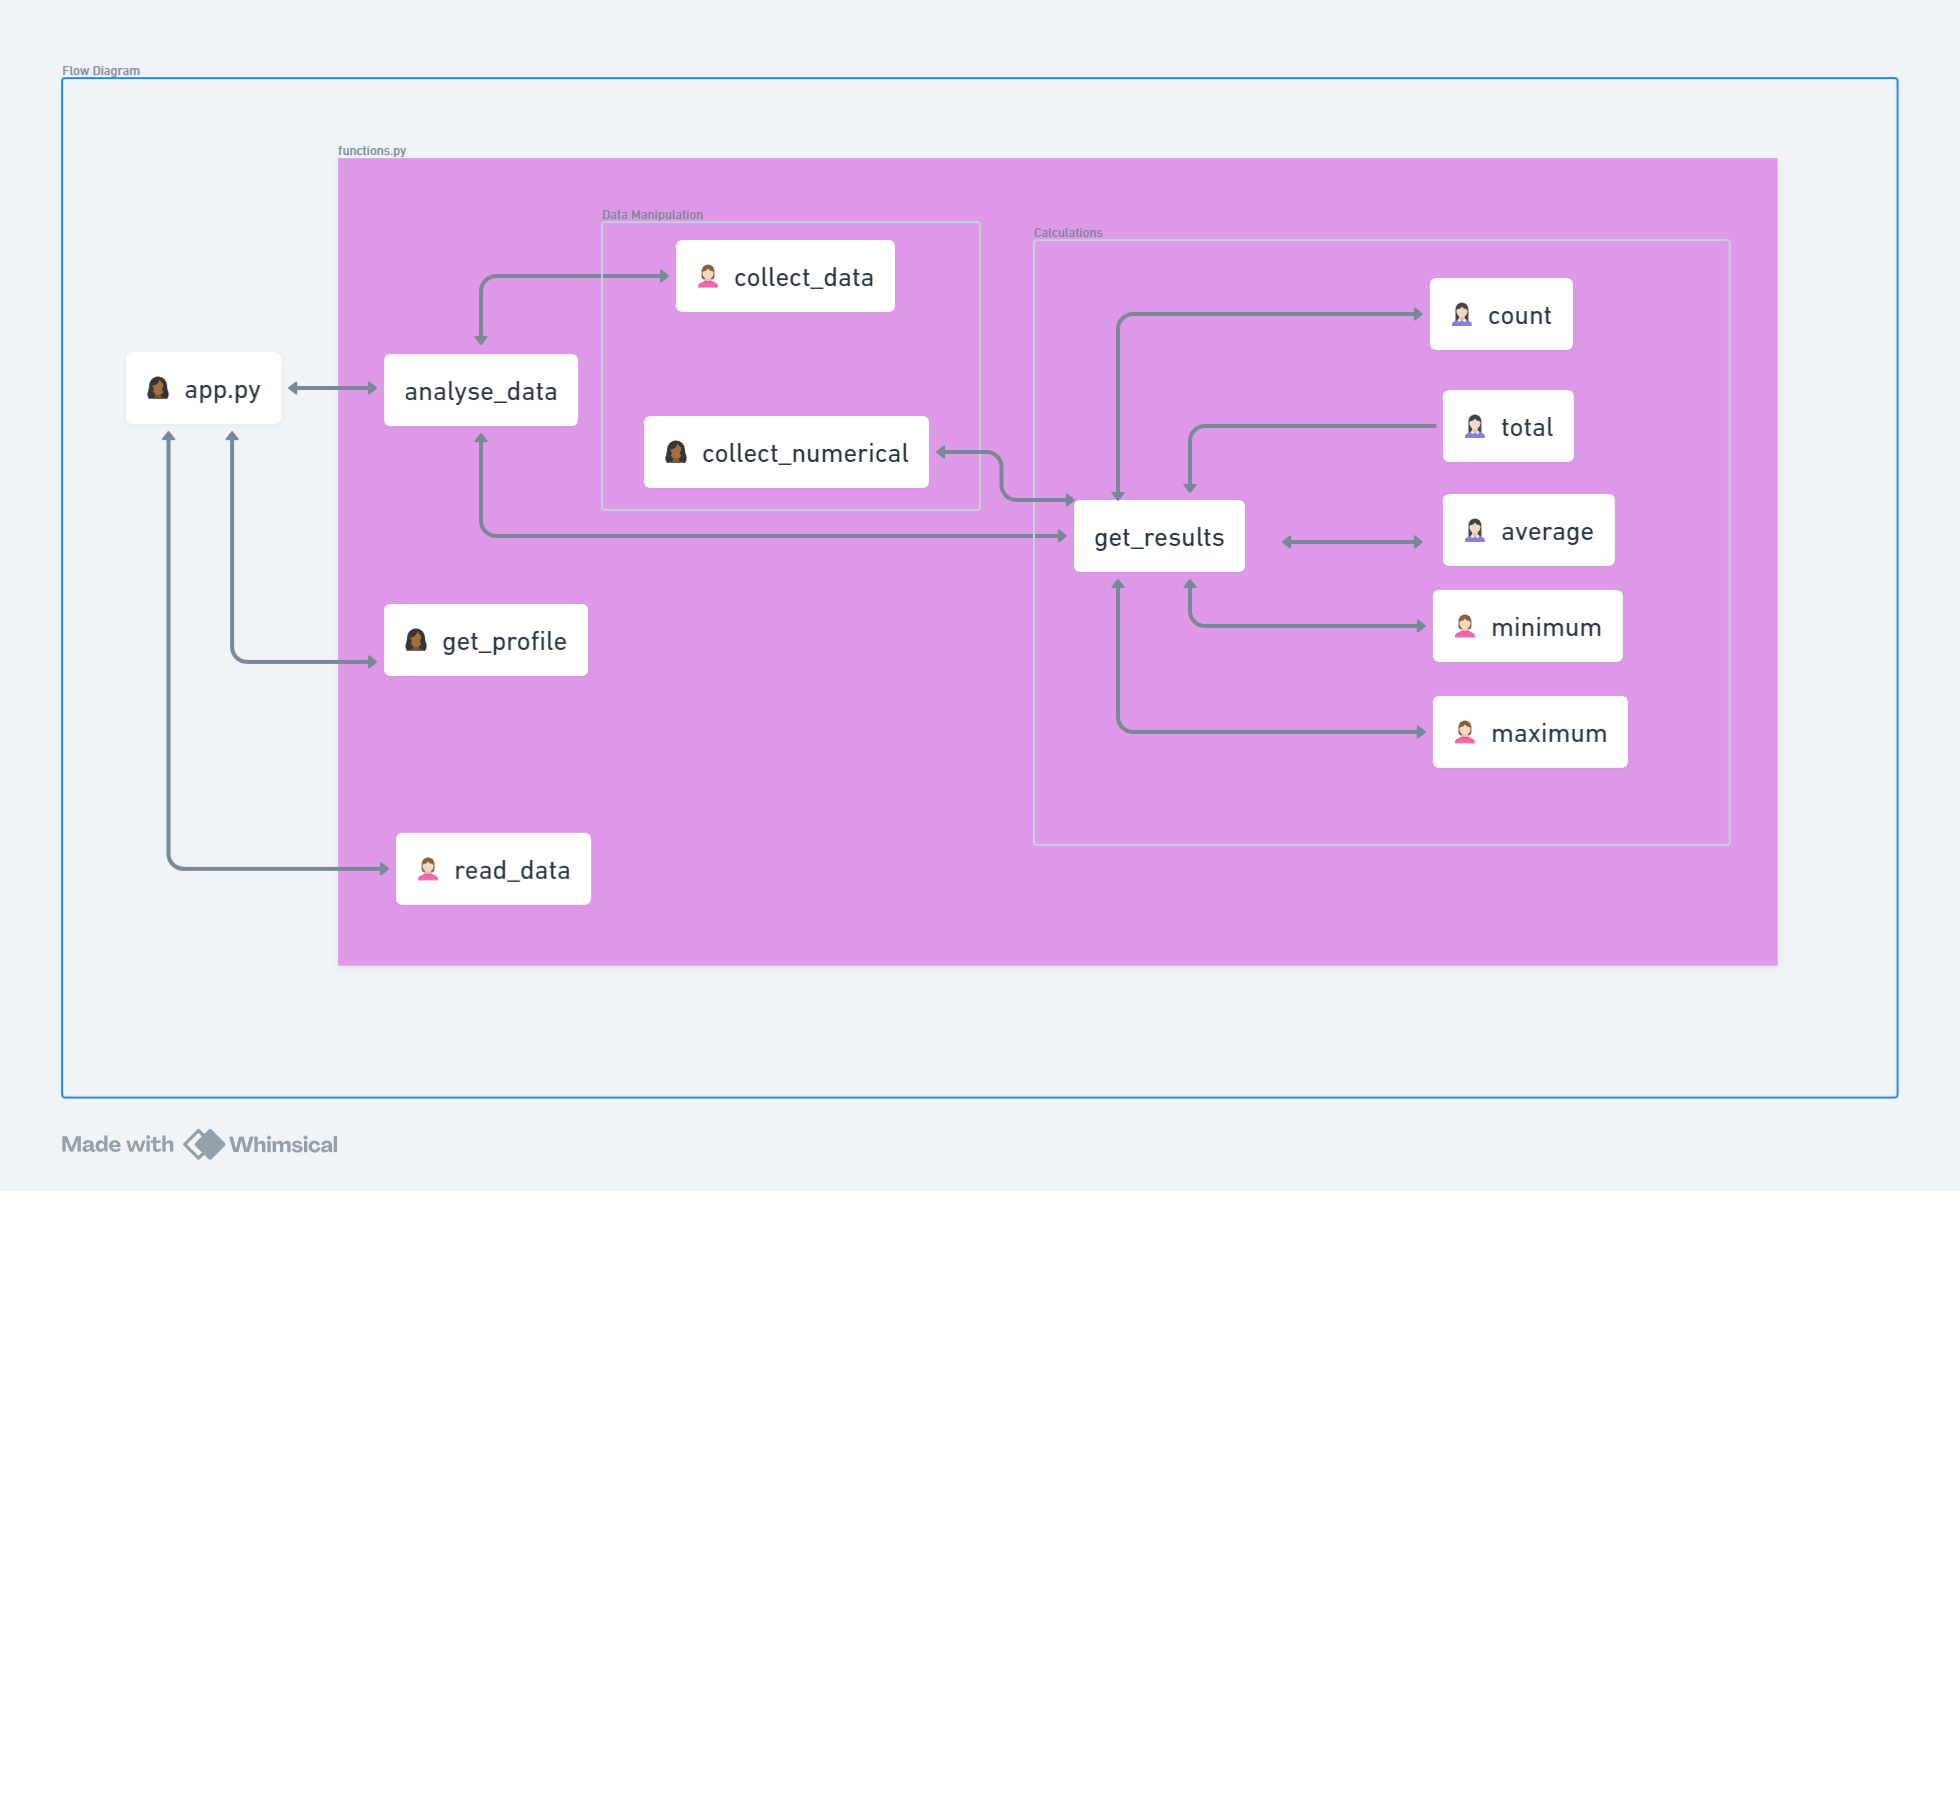 Flow Diagram
functions.py
Data Manipulation
Calculations
collect_data
count
app.py
analyse_data
total
collect_numerical
get_results
average
minimum
get_profile
maximum
read_data
Made with Whimsical